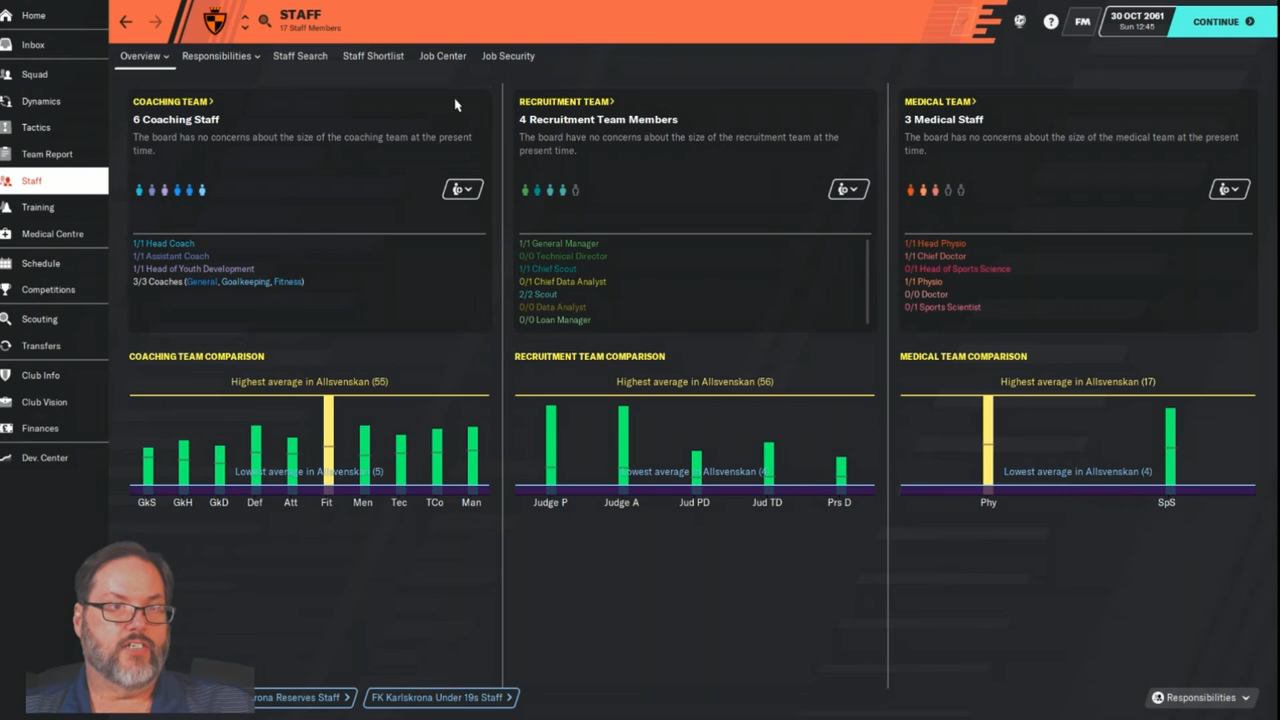 Home
Inbox
Squad
Dynamics
Tactics
Team Report
Staff
Training
Medical Centre
Schedule
Competitions
Scouting
Transfers
Club Info
Club Vision
Finances
Dev. Center
STAFF
17 Staff Members
?
FM
30 OCT 2061
Sun 12:45
CONTINUE
Overview
Responsibilities
Staff Search
Staff Shortlist
Job Center
Job Security
COACHING TEAM >
6 Coaching Staff
The board has no concerns about the size of the coaching team at the present
time.
1/1 Head Coach
1/1 Assistant Coach
1/1 Head of Youth Development
3/3 Coaches (General, Goalkeeping, Fitness)
RECRUITMENT TEAM >
4 Recruitment Team Members
The board have no concerns about the size of the recruitment team at the
present time.
1/1 General Manager
0/0 Technical Director
1/1 Chief Scout
0/1 Chief Data Analyst
2/2 Scout
0/0 Data Analyst
0/0 Loan Manager
MEDICAL TEAM >
3 Medical Staff
The board has no concerns about the size of the medical team at the present
time.
1/1 Head Physio
1/1 Chief Doctor
0/1 Head of Sports Science
1/1 Physio
0/0 Doctor
0/1 Sports Scientist
COACHING TEAM COMPARISON
Highest average in Allsvenskan (55)
Lowest average in Allsvenskan (5)
GkS GkH GkD Def Att Fit Men Tec TCo Man
RECRUITMENT TEAM COMPARISON
Highest average in Allsvenskan (56)
Lowest average in Allsvenskan (4
Judge P Judge A Jud PD Jud TD Prs D
MEDICAL TEAM COMPARISON
Highest average in Allsvenskan (17)
Lowest average in Allsvenskan (4)
Phy SpS
rona Reserves Staff >
FK Karlskrona Under 19s Staff >
Responsibilities